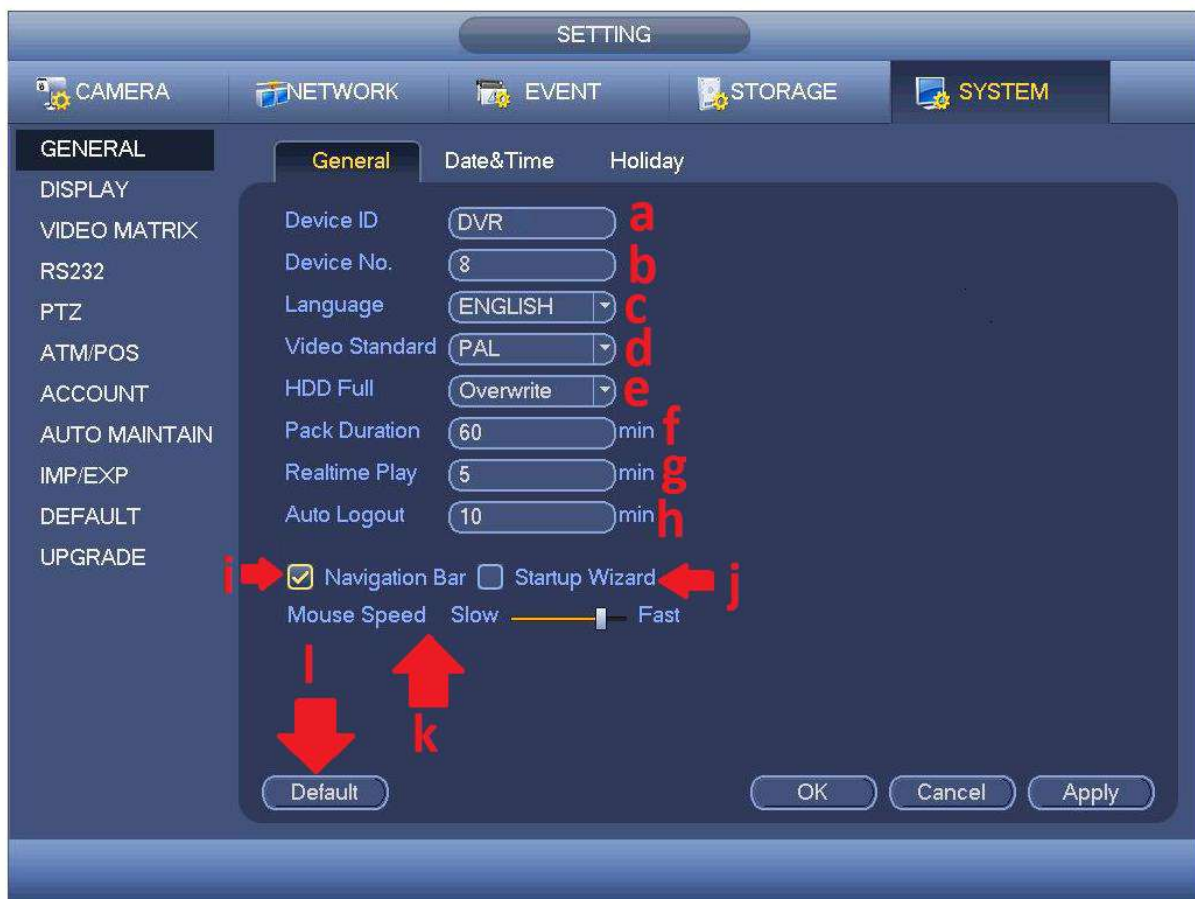 SETTING
CAMERA NETWORK EVENT STORAGE SYSTEM
GENERAL
DISPLAY
VIDEO MATRIX
RS232
PTZ
ATM/POS
ACCOUNT
AUTO MAINTAIN
IMP/EXP
DEFAULT
UPGRADE
General Date&Time Holiday
Device ID DVR a
Device No. 8 b
Language ENGLISH c
Video Standard PAL d
HDD Full Overwrite e
Pack Duration 60 min f
Realtime Play 5 min g
Auto Logout 10 min h
i Navigation Bar Startup Wizard j
Mouse Speed Slow Fast
l
k
Default OK Cancel Apply